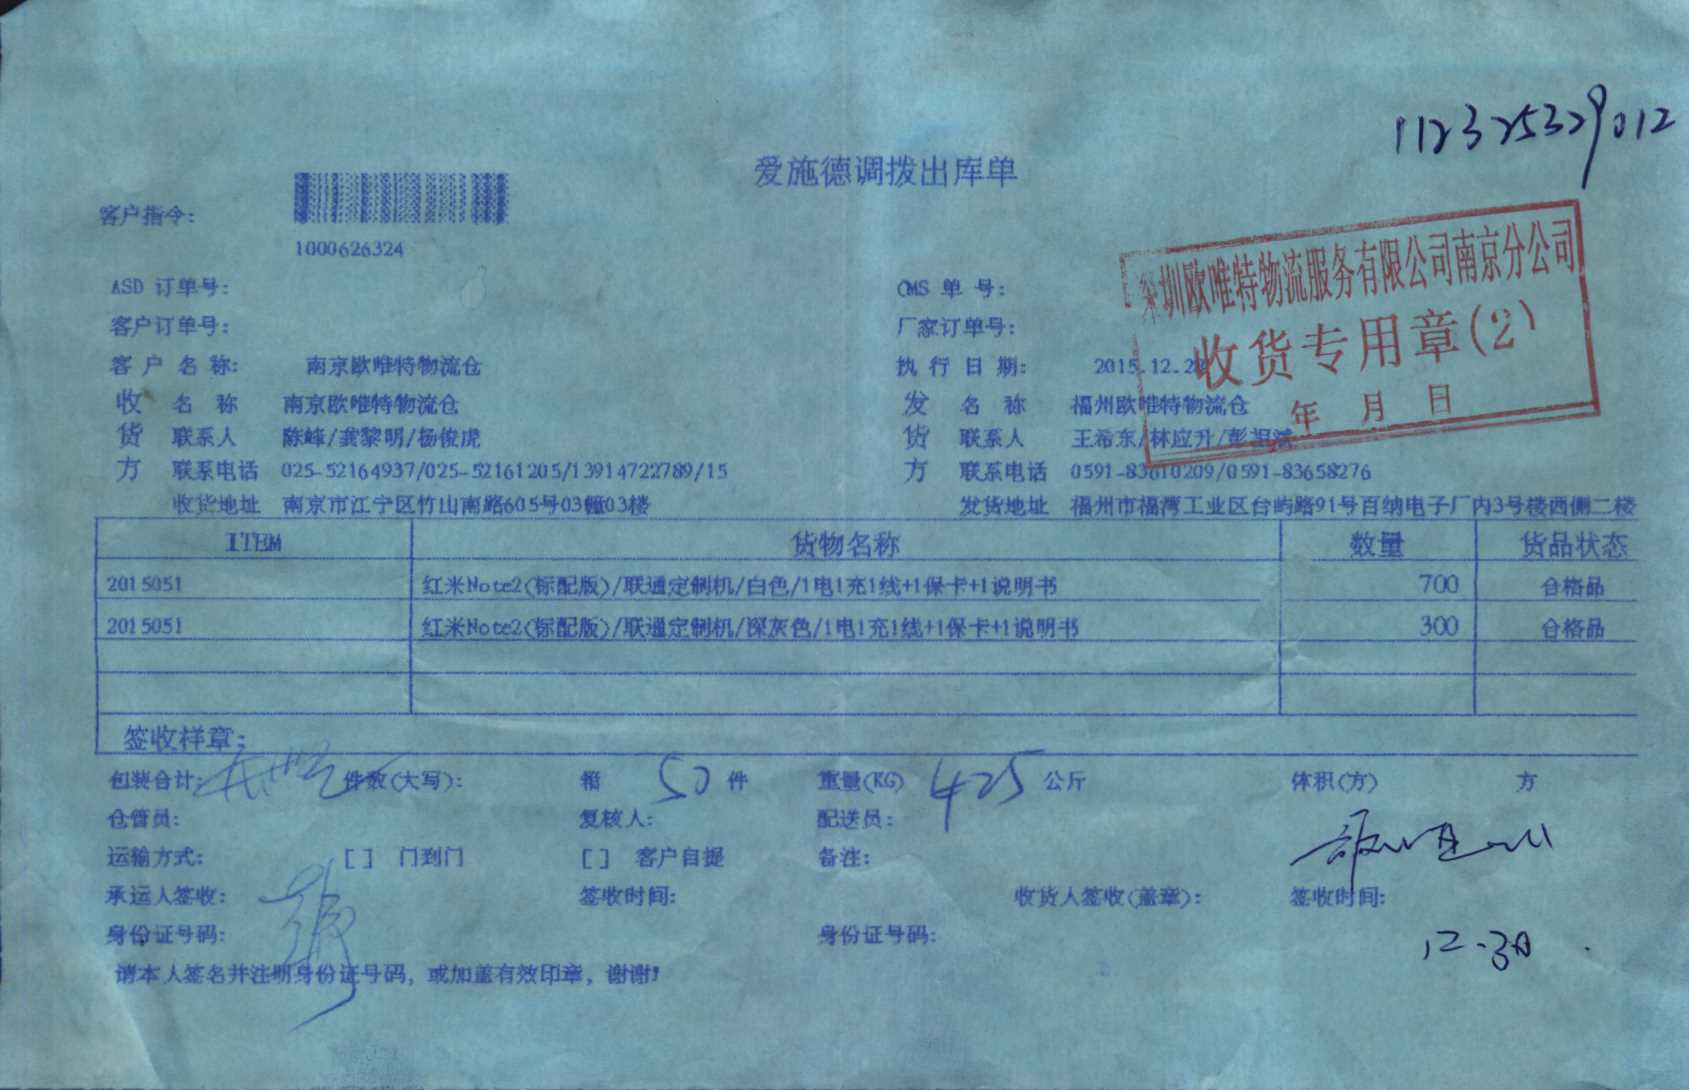 112325329012
爱施德调拨出库单
客户指令:
1000626324
深圳欧唯特物流服务有限公司南京分公司
收货专用章(2)
年 月 日
ASD 订单号: CMS 单 号:
客户订单号: 厂家订单号:
客 户 名 称: 南京欧唯特物流仓 执 行 日 期: 2015.12.22
收 名 称 南京欧唯特物流仓 发 名 称 福州欧唯特物流仓
货 联系人 陈峰/龚黎明/杨俊虎 货 联系人 王希东/林应升/彭
方 联系电话 025-52164937/025-52161205/13914722789/15 方 联系电话 0591-83610209/0591-83658276
收货地址 南京市江宁区竹山南路605号03幢03楼 发货地址 福州市福湾工业区台屿路91号百纳电子厂内3号楼西侧二楼
ITEM 货物名称 数量 货品状态
2015051 红米Note2(标配版)/联通定制机/白色/1电1充1线+1保卡+1说明书 700 合格品
2015051 红米Note2(标配版)/联通定制机/深灰色/1电1充1线+1保卡+1说明书 300 合格品
签收样章:
包装合计: 件数(大写): 箱 50 件 重量(KG) 425 公斤 体积(方) 方
仓管员: 复核人: 配送员:
运输方式: [ ] 门到门 [ ] 客户自提 备注:
承运人签收: 签收时间: 收货人签收(盖章): 签收时间:
身份证号码: 身份证号码: 12.30
请本人签名并注明身份证号码，或加盖有效印章，谢谢!